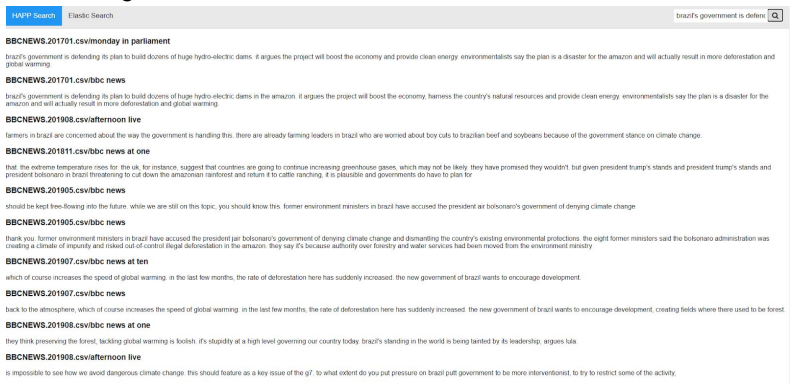 HAPP Search Elastic Search brazil's government is defen
BBCNEWS.201701.csv/monday in parliament
brazil's government is defending its plan to build dozens of huge hydro-electric dams. it argues the project will boost the economy and provide clean energy. environmentalists say the plan is a disaster for the amazon and will actually result in more deforestation and
global warming.
BBCNEWS.201701.csv/bbc news
brazil's government is defending its plan to build dozens of huge hydro-electric dams in the amazon. it argues the project will boost the economy, harness the country's natural resources and provide clean energy. environmentalists say the plan is a disaster for the
amazon and will actually result in more deforestation and global warming.
BBCNEWS.201908.csv/afternoon live
farmers in brazil are concerned about the way the government is handling this. there are already farming leaders in brazil who are worried about boy cuts to brazilian beef and soybeans because of the government stance on climate change.
BBCNEWS.201811.csv/bbc news at one
that. the extreme temperature rises for. the uk, for instance, suggest that countries are going to continue increasing greenhouse gases, which may not be likely. they have promised they wouldn't. but given president trump's stands and president trump's stands and
president bolsonaro in brazil threatening to cut down the amazonian rainforest and return it to cattle ranching, it is plausible and governments do have to plan for
BBCNEWS.201905.csv/bbc news
should be kept free-flowing into the future. while we are still on this topic, you should know this. former environment ministers in brazil have accused the president air bolsonaro's government of denying climate change
BBCNEWS.201905.csv/bbc news
thank you. former environment ministers in brazil have accused the president jair bolsonaro's government of denying climate change and dismantling the country's existing environmental protections. the eight former ministers said the bolsonaro administration was
creating a climate of impunity and risked out-of-control illegal deforestation in the amazon. they say it's because authority over forestry and water services had been moved from the environment ministry
BBCNEWS.201907.csv/bbc news at ten
which of course increases the speed of global warming. in the last few months, the rate of deforestation here has suddenly increased. the new government of brazil wants to encourage development.
BBCNEWS.201907.csv/bbc news
back to the atmosphere, which of course increases the speed of global warming. in the last few months, the rate of deforestation here has suddenly increased. the new government of brazil wants to encourage development, creating fields where there used to be forest.
BBCNEWS.201908.csv/bbc news at one
they think preserving the forest, tackling global warming is foolish. it's stupidity at a high level governing our country today. brazil's standing in the world is being tainted by its leadership, argues lula.
BBCNEWS.201908.csv/afternoon live
is impossible to see how we avoid dangerous climate change. this should feature as a key issue of the g7. to what extent do you put pressure on brazil putt government to be more interventionist, to try to restrict some of the activity,